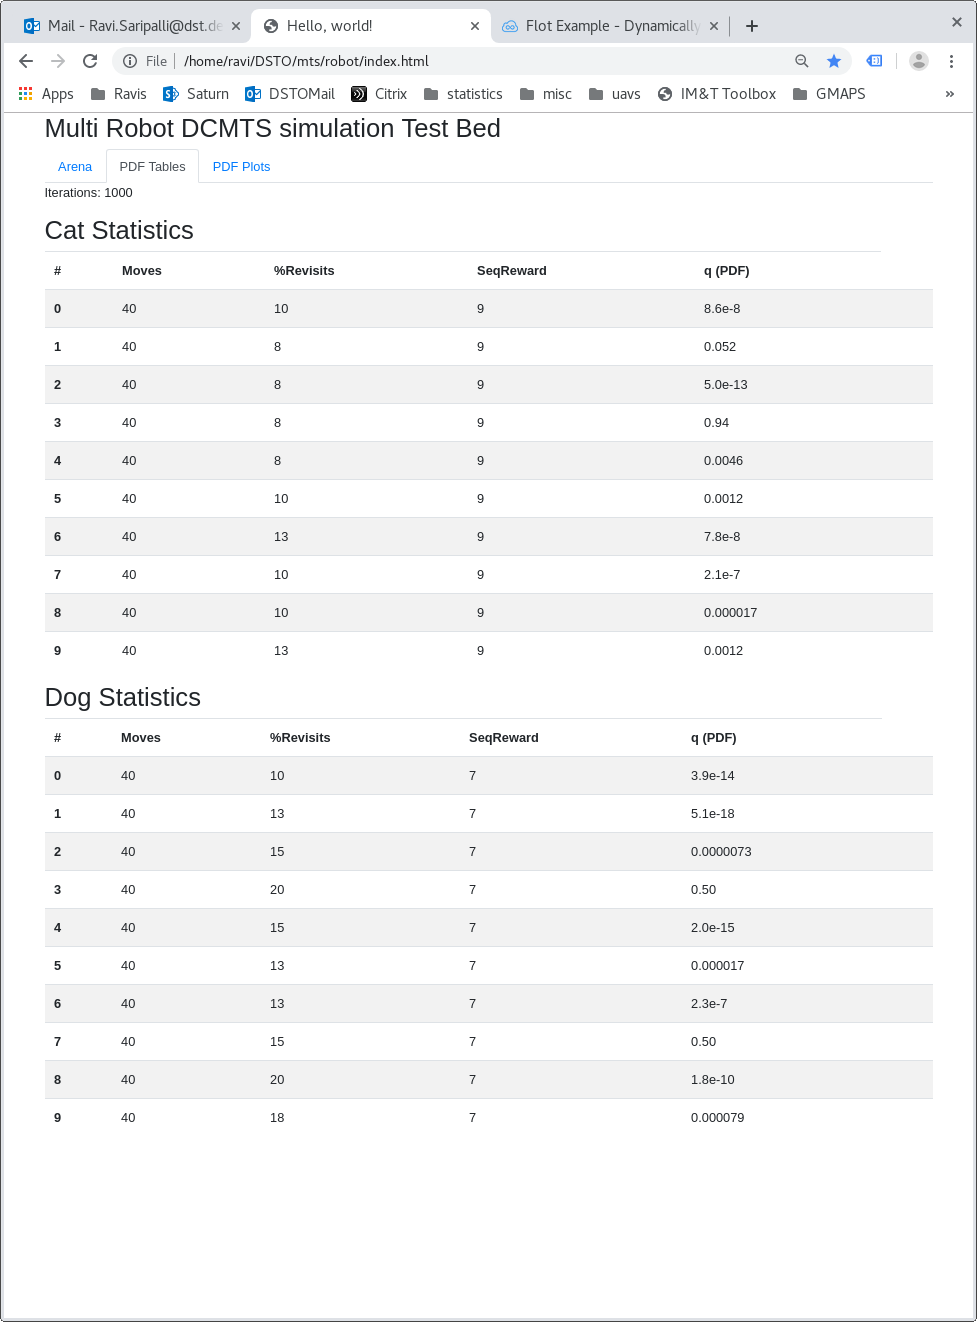 Mail - Ravi.Saripalli@dst.de
Hello, world!
Flot Example - Dynamically
File
/home/ravi/DSTO/mts/robot/index.html
Apps Ravis Saturn DSTOMail Citrix statistics misc uavs IM&T Toolbox GMAPS »
Multi Robot DCMTS simulation Test Bed
Arena PDF Tables PDF Plots
Iterations: 1000
Cat Statistics
# Moves %Revisits SeqReward q (PDF)
0 40 10 9 8.6e-8
1 40 8 9 0.052
2 40 8 9 5.0e-13
3 40 8 9 0.94
4 40 8 9 0.0046
5 40 10 9 0.0012
6 40 13 9 7.8e-8
7 40 10 9 2.1e-7
8 40 10 9 0.000017
9 40 13 9 0.0012
Dog Statistics
# Moves %Revisits SeqReward q (PDF)
0 40 10 7 3.9e-14
1 40 13 7 5.1e-18
2 40 15 7 0.0000073
3 40 20 7 0.50
4 40 15 7 2.0e-15
5 40 13 7 0.000017
6 40 13 7 2.3e-7
7 40 15 7 0.50
8 40 20 7 1.8e-10
9 40 18 7 0.000079